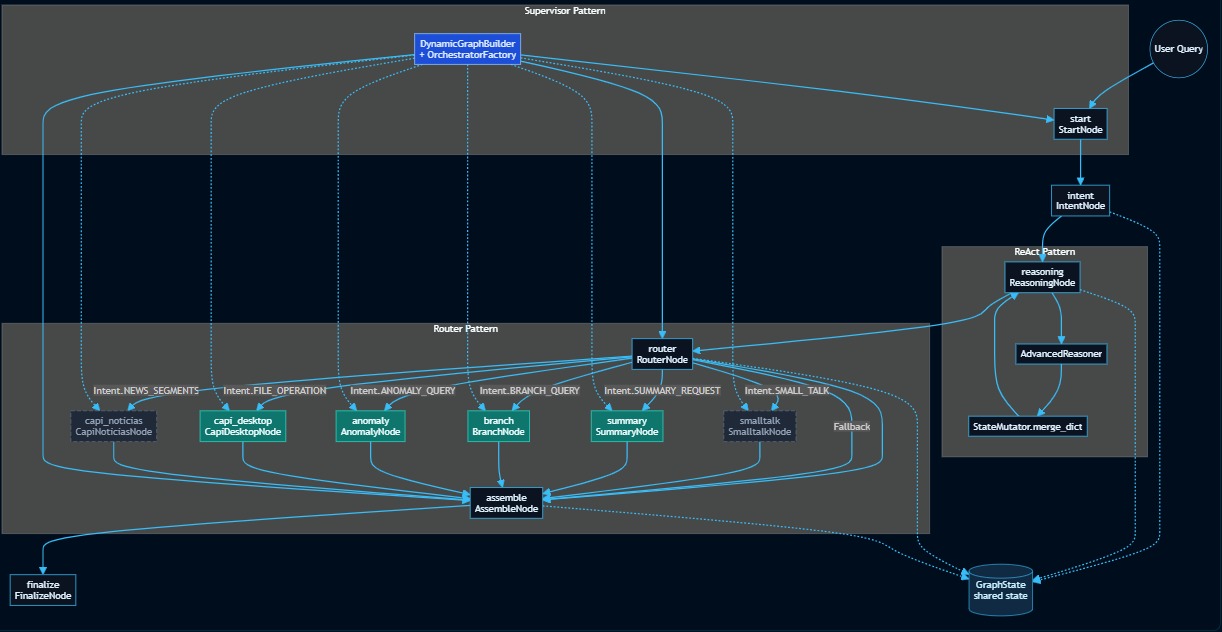 Supervisor Pattern
DynamicGraphBuilder
+ OrchestratorFactory
User Query
start
StartNode
intent
IntentNode
ReAct Pattern
reasoning
ReasoningNode
Router Pattern
router
RouterNode
AdvancedReasoner
Intent.NEWS_SEGMENTS
Intent.FILE_OPERATION
Intent.ANOMALY_QUERY
Intent.BRANCH_QUERY
Intent.SUMMARY_REQUEST
Intent.SMALL_TALK
capi_noticias
CapiNoticiasNode
capi_desktop
CapiDesktopNode
anomaly
AnomalyNode
branch
BranchNode
summary
SummaryNode
smalltalk
SmalltalkNode
Fallback
StateMutator.merge_dict
assemble
AssembleNode
finalize
FinalizeNode
GraphState
shared state